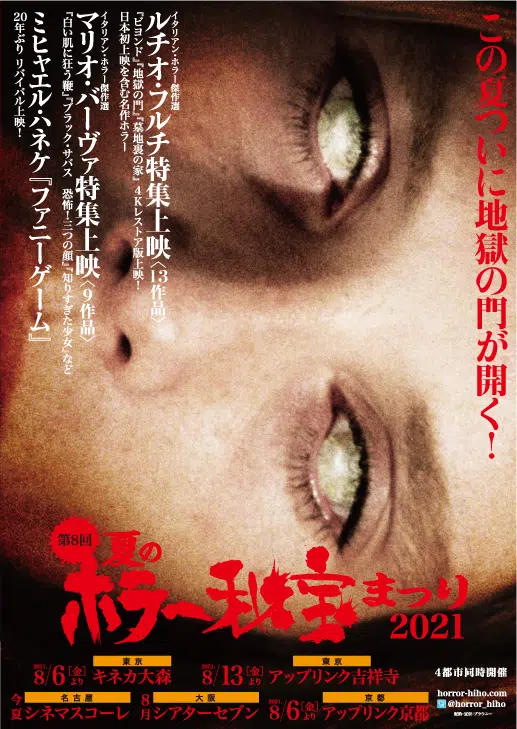 この夏ついに地獄の門が開く！
イタリアン・ホラー傑作選
ルチオ・フルチ特集上映〈13作品〉
『ビヨンド』『地獄の門』『墓地裏の家』4Kレストア版上映！
日本初上映を含む名作ホラー
イタリアン・ホラー傑作選
マリオ・バーヴァ特集上映〈9作品〉
『白い肌に狂う鞭』『ブラック・サバス 恐怖！三つの顔』『知りすぎた少女』など
ミヒャエル・ハネケ『ファニーゲーム』
20年ぶり リバイバル上映！
第8回
夏の
ホラー秘宝まつり
2021
東京
2021 8/6[金]より キネカ大森
東京
2021 8/13[金]より アップリンク吉祥寺
4都市同時開催
名古屋
今夏 シネマスコーレ
大阪
8月 シアターセブン
京都
2021 8/6[金]より アップリンク京都
horror-hiho.com
@horror_hiho